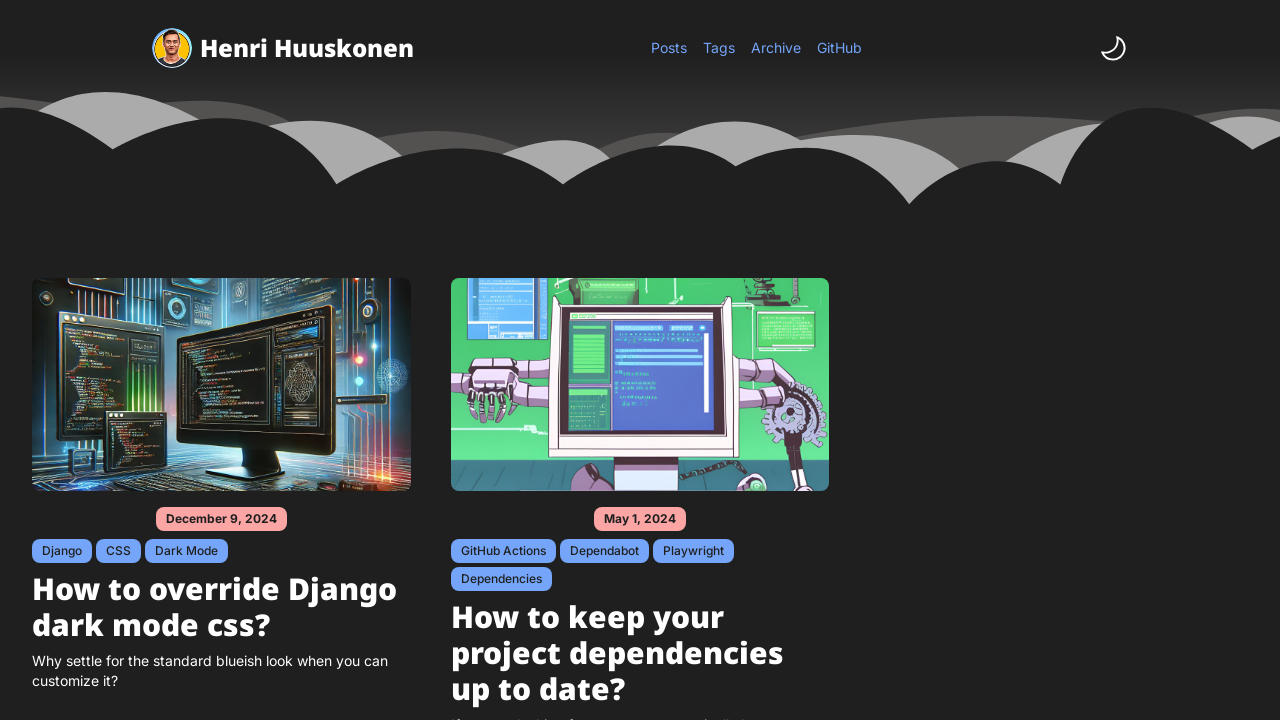 Henri Huuskonen
Posts Tags Archive GitHub
December 9, 2024
Django CSS Dark Mode
How to override Django
dark mode css?
Why settle for the standard blueish look when you can
customize it?
May 1, 2024
GitHub Actions Dependabot Playwright
Dependencies
How to keep your
project dependencies
up to date?